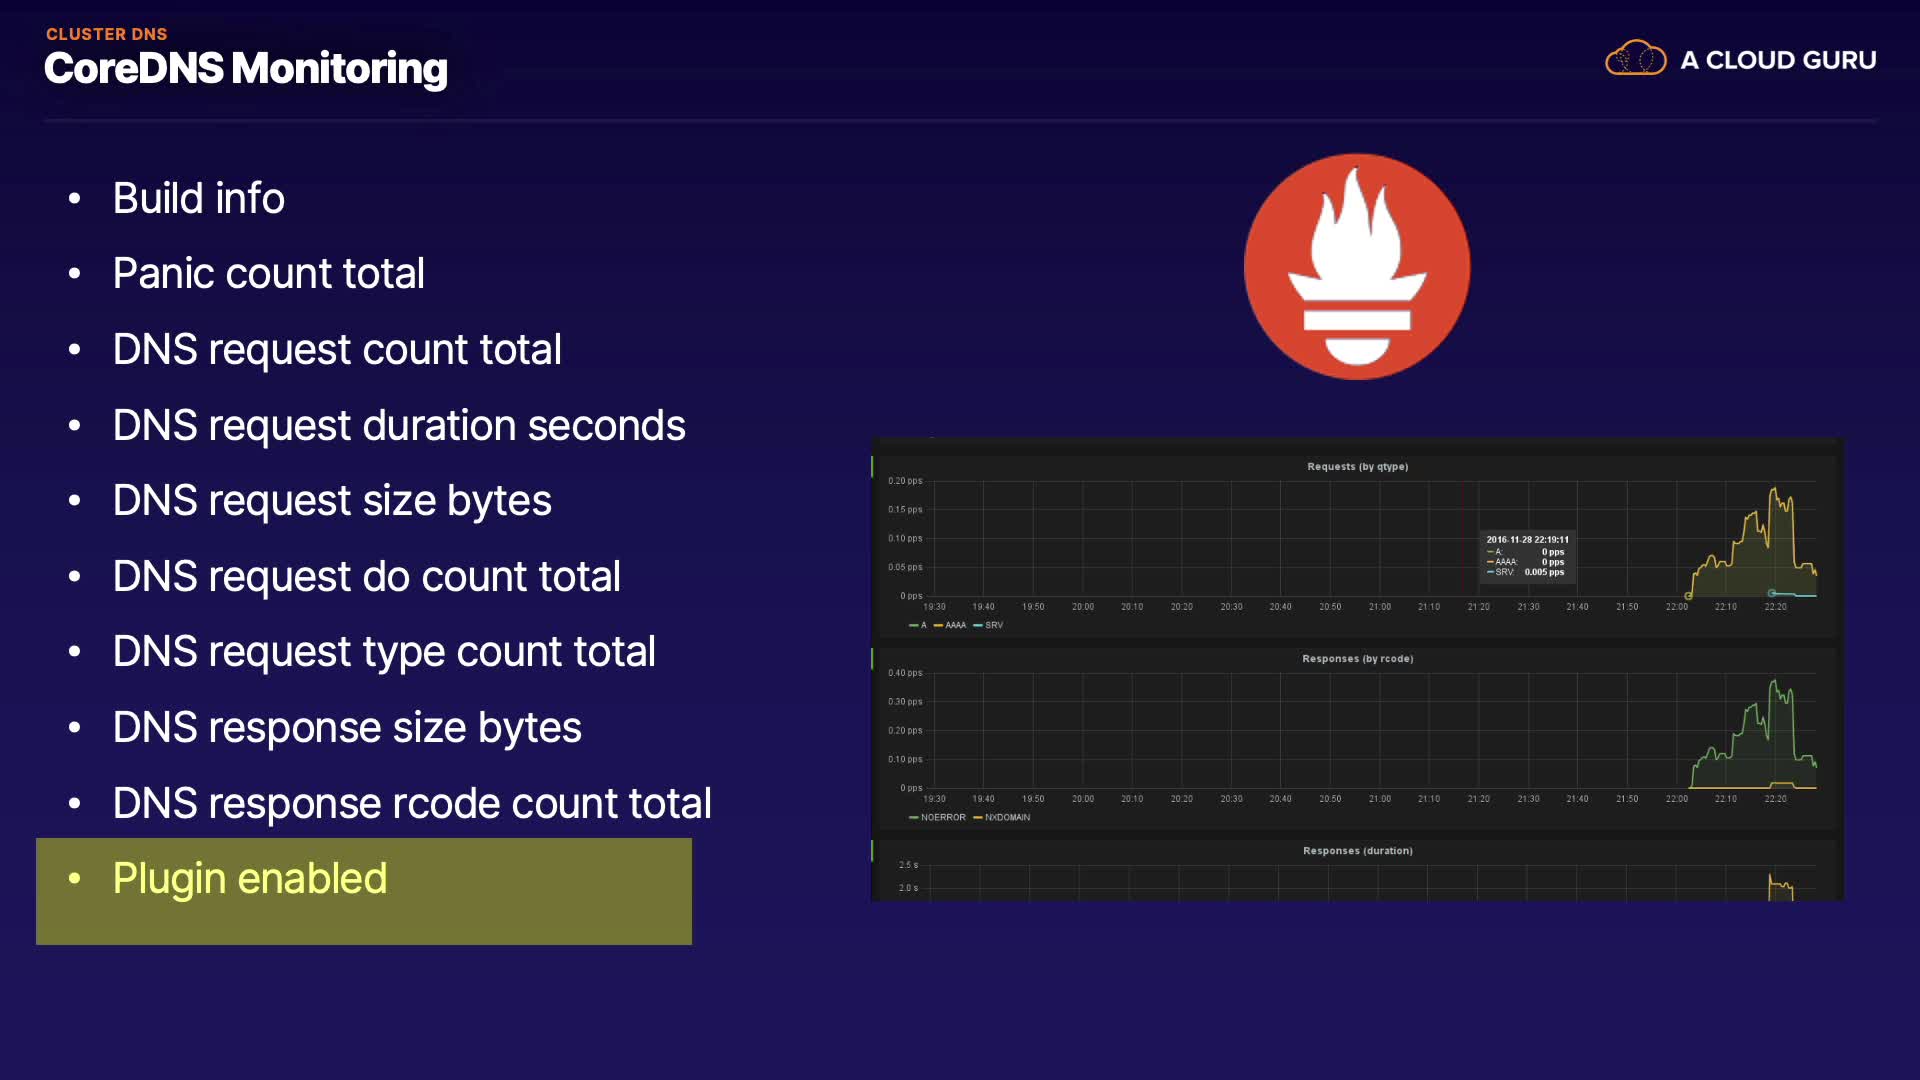 CLUSTER DNS
CoreDNS Monitoring
A CLOUD GURU
• Build info
• Panic count total
• DNS request count total
• DNS request duration seconds
• DNS request size bytes
• DNS request do count total
• DNS request type count total
• DNS response size bytes
• DNS response rcode count total
• Plugin enabled
Requests (by qtype)
0.20 pps
0.15 pps
0.10 pps
0.05 pps
0 pps
2016-11-28 22:19:11
A: 0 pps
AAAA: 0 pps
SRV: 0.005 pps
19:30 19:40 19:50 20:00 20:10 20:20 20:30 20:40 20:50 21:00 21:10 21:20 21:30 21:40 21:50 22:00 22:10 22:20
A AAAA SRV
Responses (by rcode)
0.40 pps
0.30 pps
0.20 pps
0.10 pps
0 pps
19:30 19:40 19:50 20:00 20:10 20:20 20:30 20:40 20:50 21:00 21:10 21:20 21:30 21:40 21:50 22:00 22:10 22:20
NOERROR NXDOMAIN
Responses (duration)
2.5 s
2.0 s